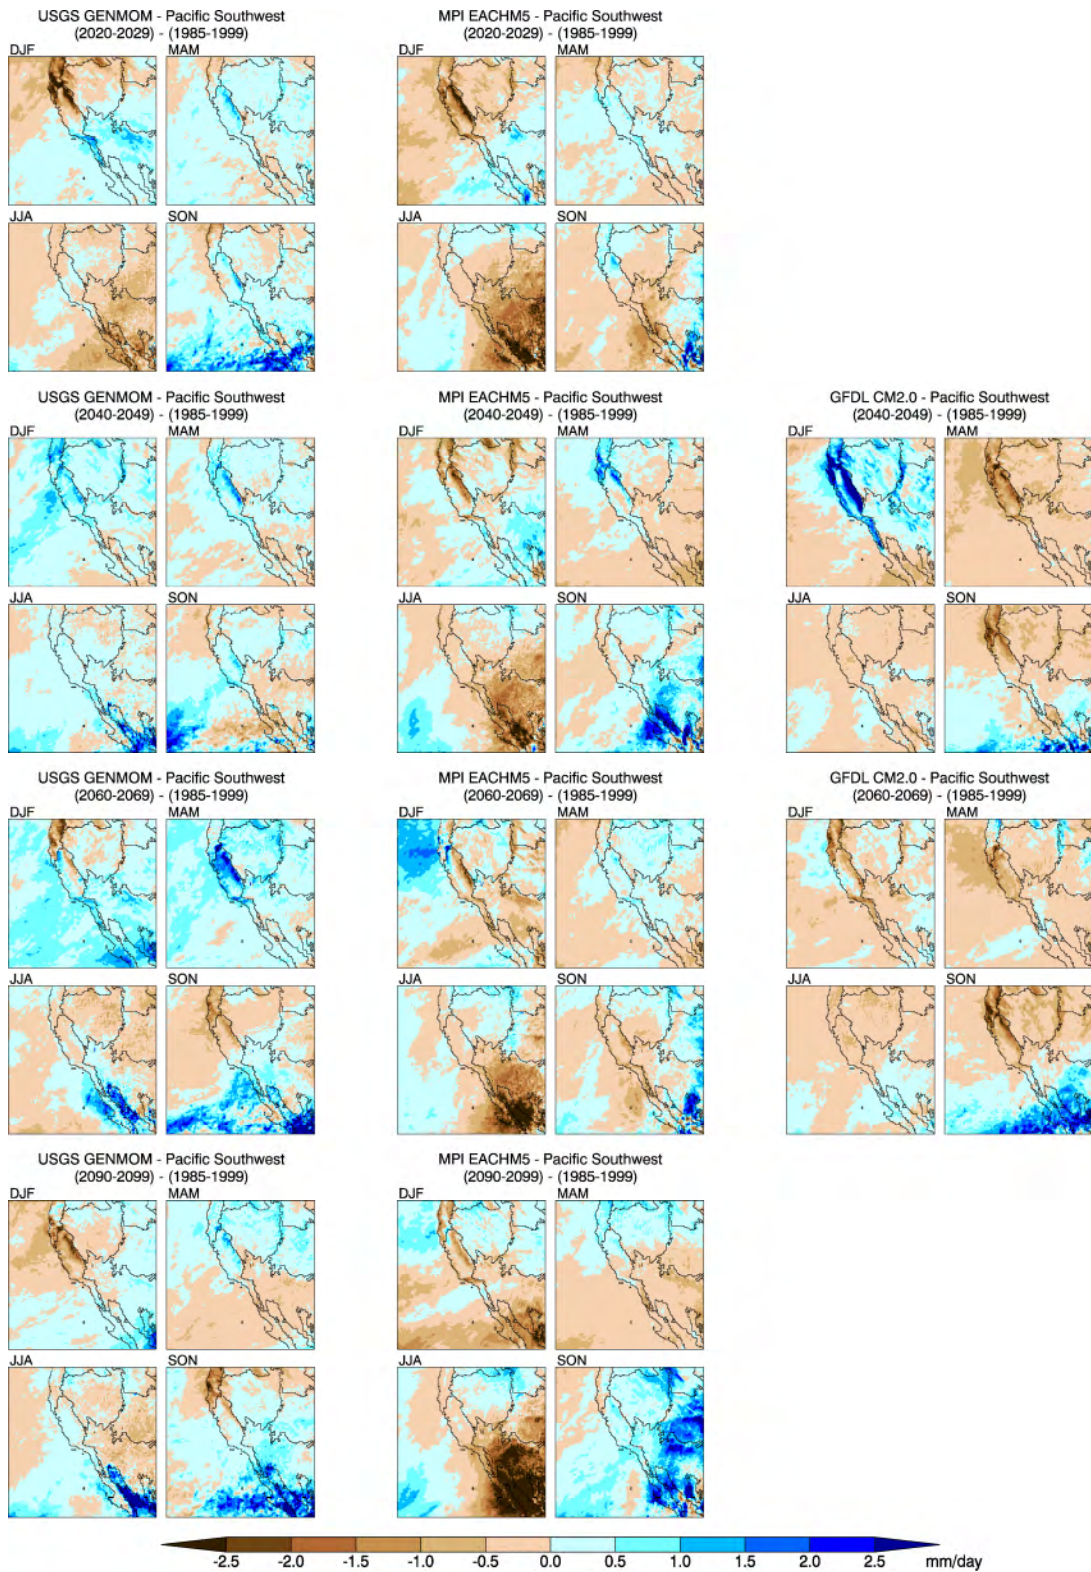 USGS GENMOM - Pacific Southwest
(2020-2029) - (1985-1999)
DJF MAM
JJA SON
MPI EACHM5 - Pacific Southwest
(2020-2029) - (1985-1999)
DJF MAM
JJA SON
USGS GENMOM - Pacific Southwest
(2040-2049) - (1985-1999)
DJF MAM
JJA SON
MPI EACHM5 - Pacific Southwest
(2040-2049) - (1985-1999)
DJF MAM
JJA SON
GFDL CM2.0 - Pacific Southwest
(2040-2049) - (1985-1999)
DJF MAM
JJA SON
USGS GENMOM - Pacific Southwest
(2060-2069) - (1985-1999)
DJF MAM
JJA SON
MPI EACHM5 - Pacific Southwest
(2060-2069) - (1985-1999)
DJF MAM
JJA SON
GFDL CM2.0 - Pacific Southwest
(2060-2069) - (1985-1999)
DJF MAM
JJA SON
USGS GENMOM - Pacific Southwest
(2090-2099) - (1985-1999)
DJF MAM
JJA SON
MPI EACHM5 - Pacific Southwest
(2090-2099) - (1985-1999)
DJF MAM
JJA SON
-2.5 -2.0 -1.5 -1.0 -0.5 0.0 0.5 1.0 1.5 2.0 2.5 mm/day